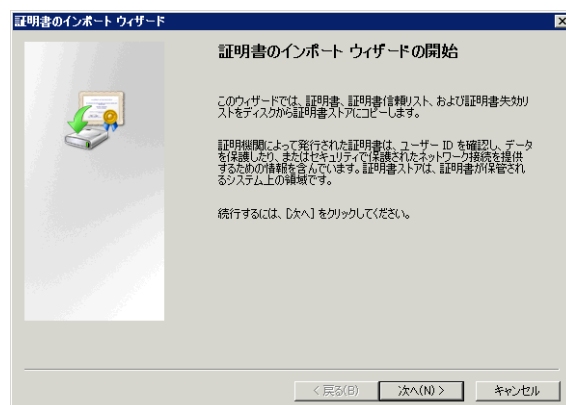 証明書のインポート ウィザード
証明書のインポート ウィザードの開始
このウィザードでは、証明書、証明書信頼リスト、および証明書失効リ
ストをディスクから証明書ストアにコピーします。
証明機関によって発行された証明書は、ユーザー ID を確認し、データ
を保護したり、またはセキュリティで保護されたネットワーク接続を提供
するための情報を含んでいます。証明書ストアは、証明書が保管され
るシステム上の領域です。
続行するには、[次へ] をクリックしてください。
< 戻る(B)
次へ(N) >
キャンセル